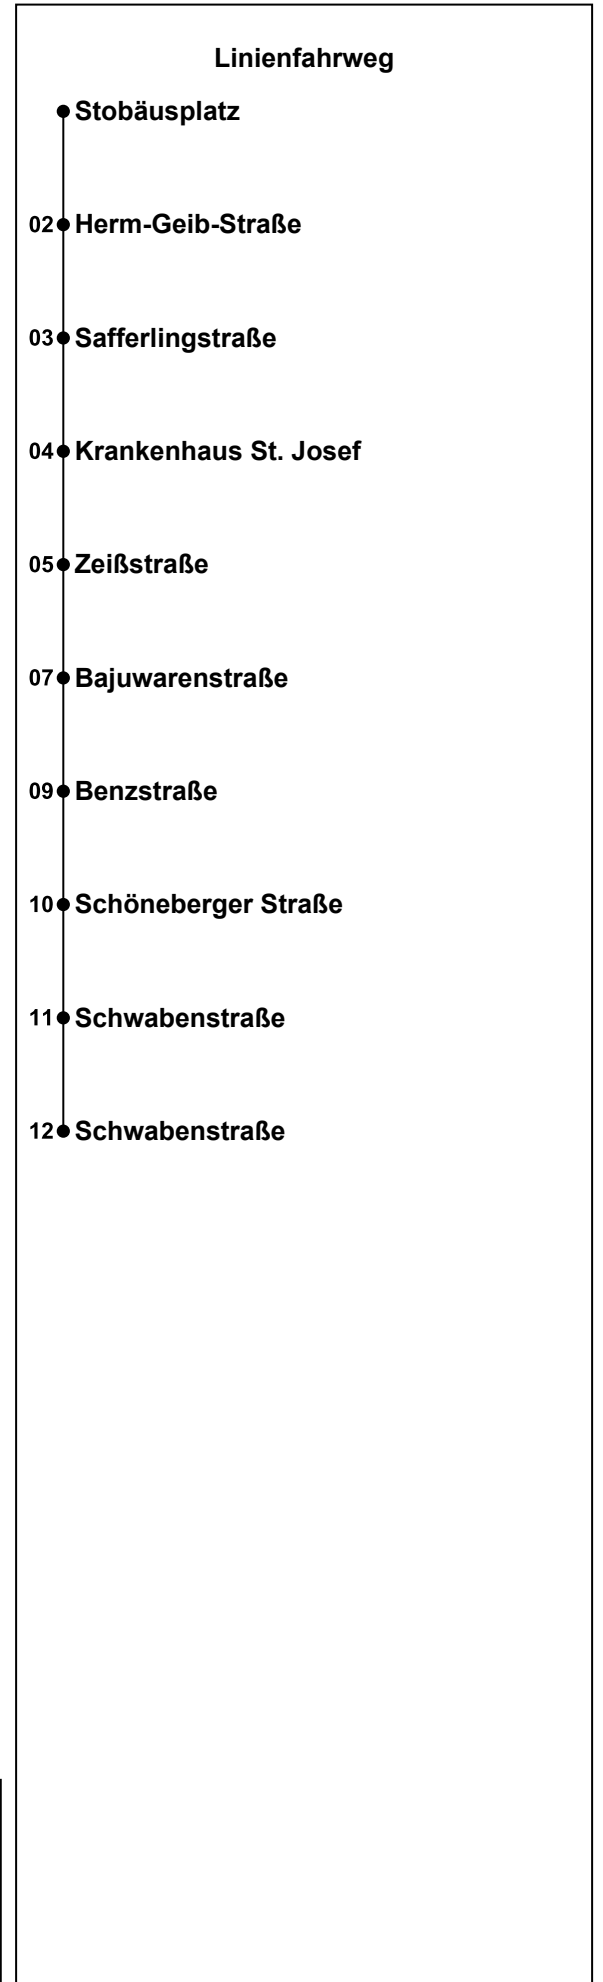 Linienfahrweg
Stobäusplatz
02 Herm-Geib-Straße
03 Safferlingstraße
04 Krankenhaus St. Josef
05 Zeißstraße
07 Bajuwarenstraße
09 Benzstraße
10 Schöneberger Straße
11 Schwabenstraße
12 Schwabenstraße